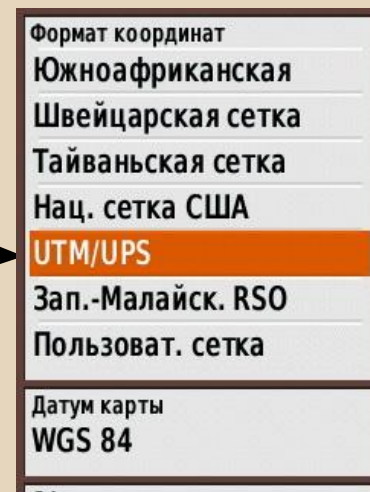 Формат координат
Южноафриканская
Швейцарская сетка
Тайваньская сетка
Нац. сетка США
UTM/UPS
Зап.-Малайск. RSO
Пользоват. сетка
Датум карты
WGS 84